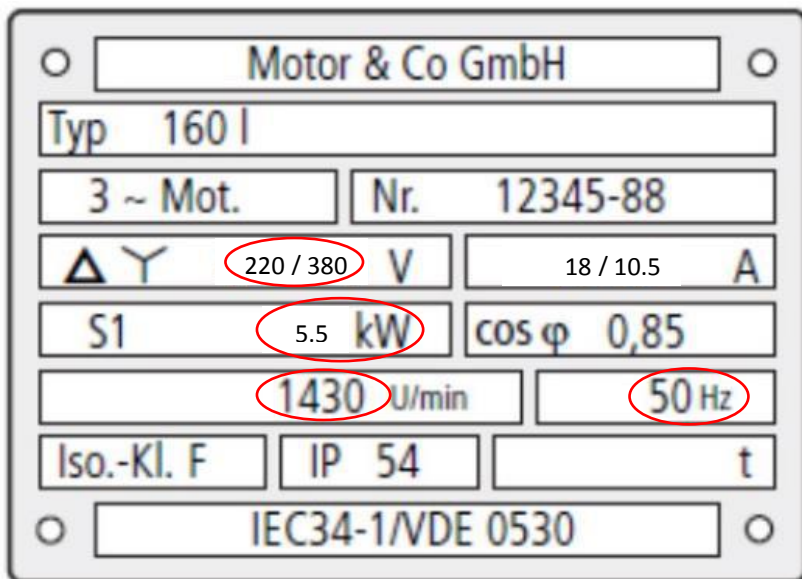 Motor & Co GmbH
Typ 160 l
3 ~ Mot. Nr. 12345-88
Δ Y 220 / 380 V 18 / 10.5 A
S1 5.5 kW cos φ 0,85
1430 U/min 50 Hz
Iso.-Kl. F IP 54 t
IEC34-1/VDE 0530